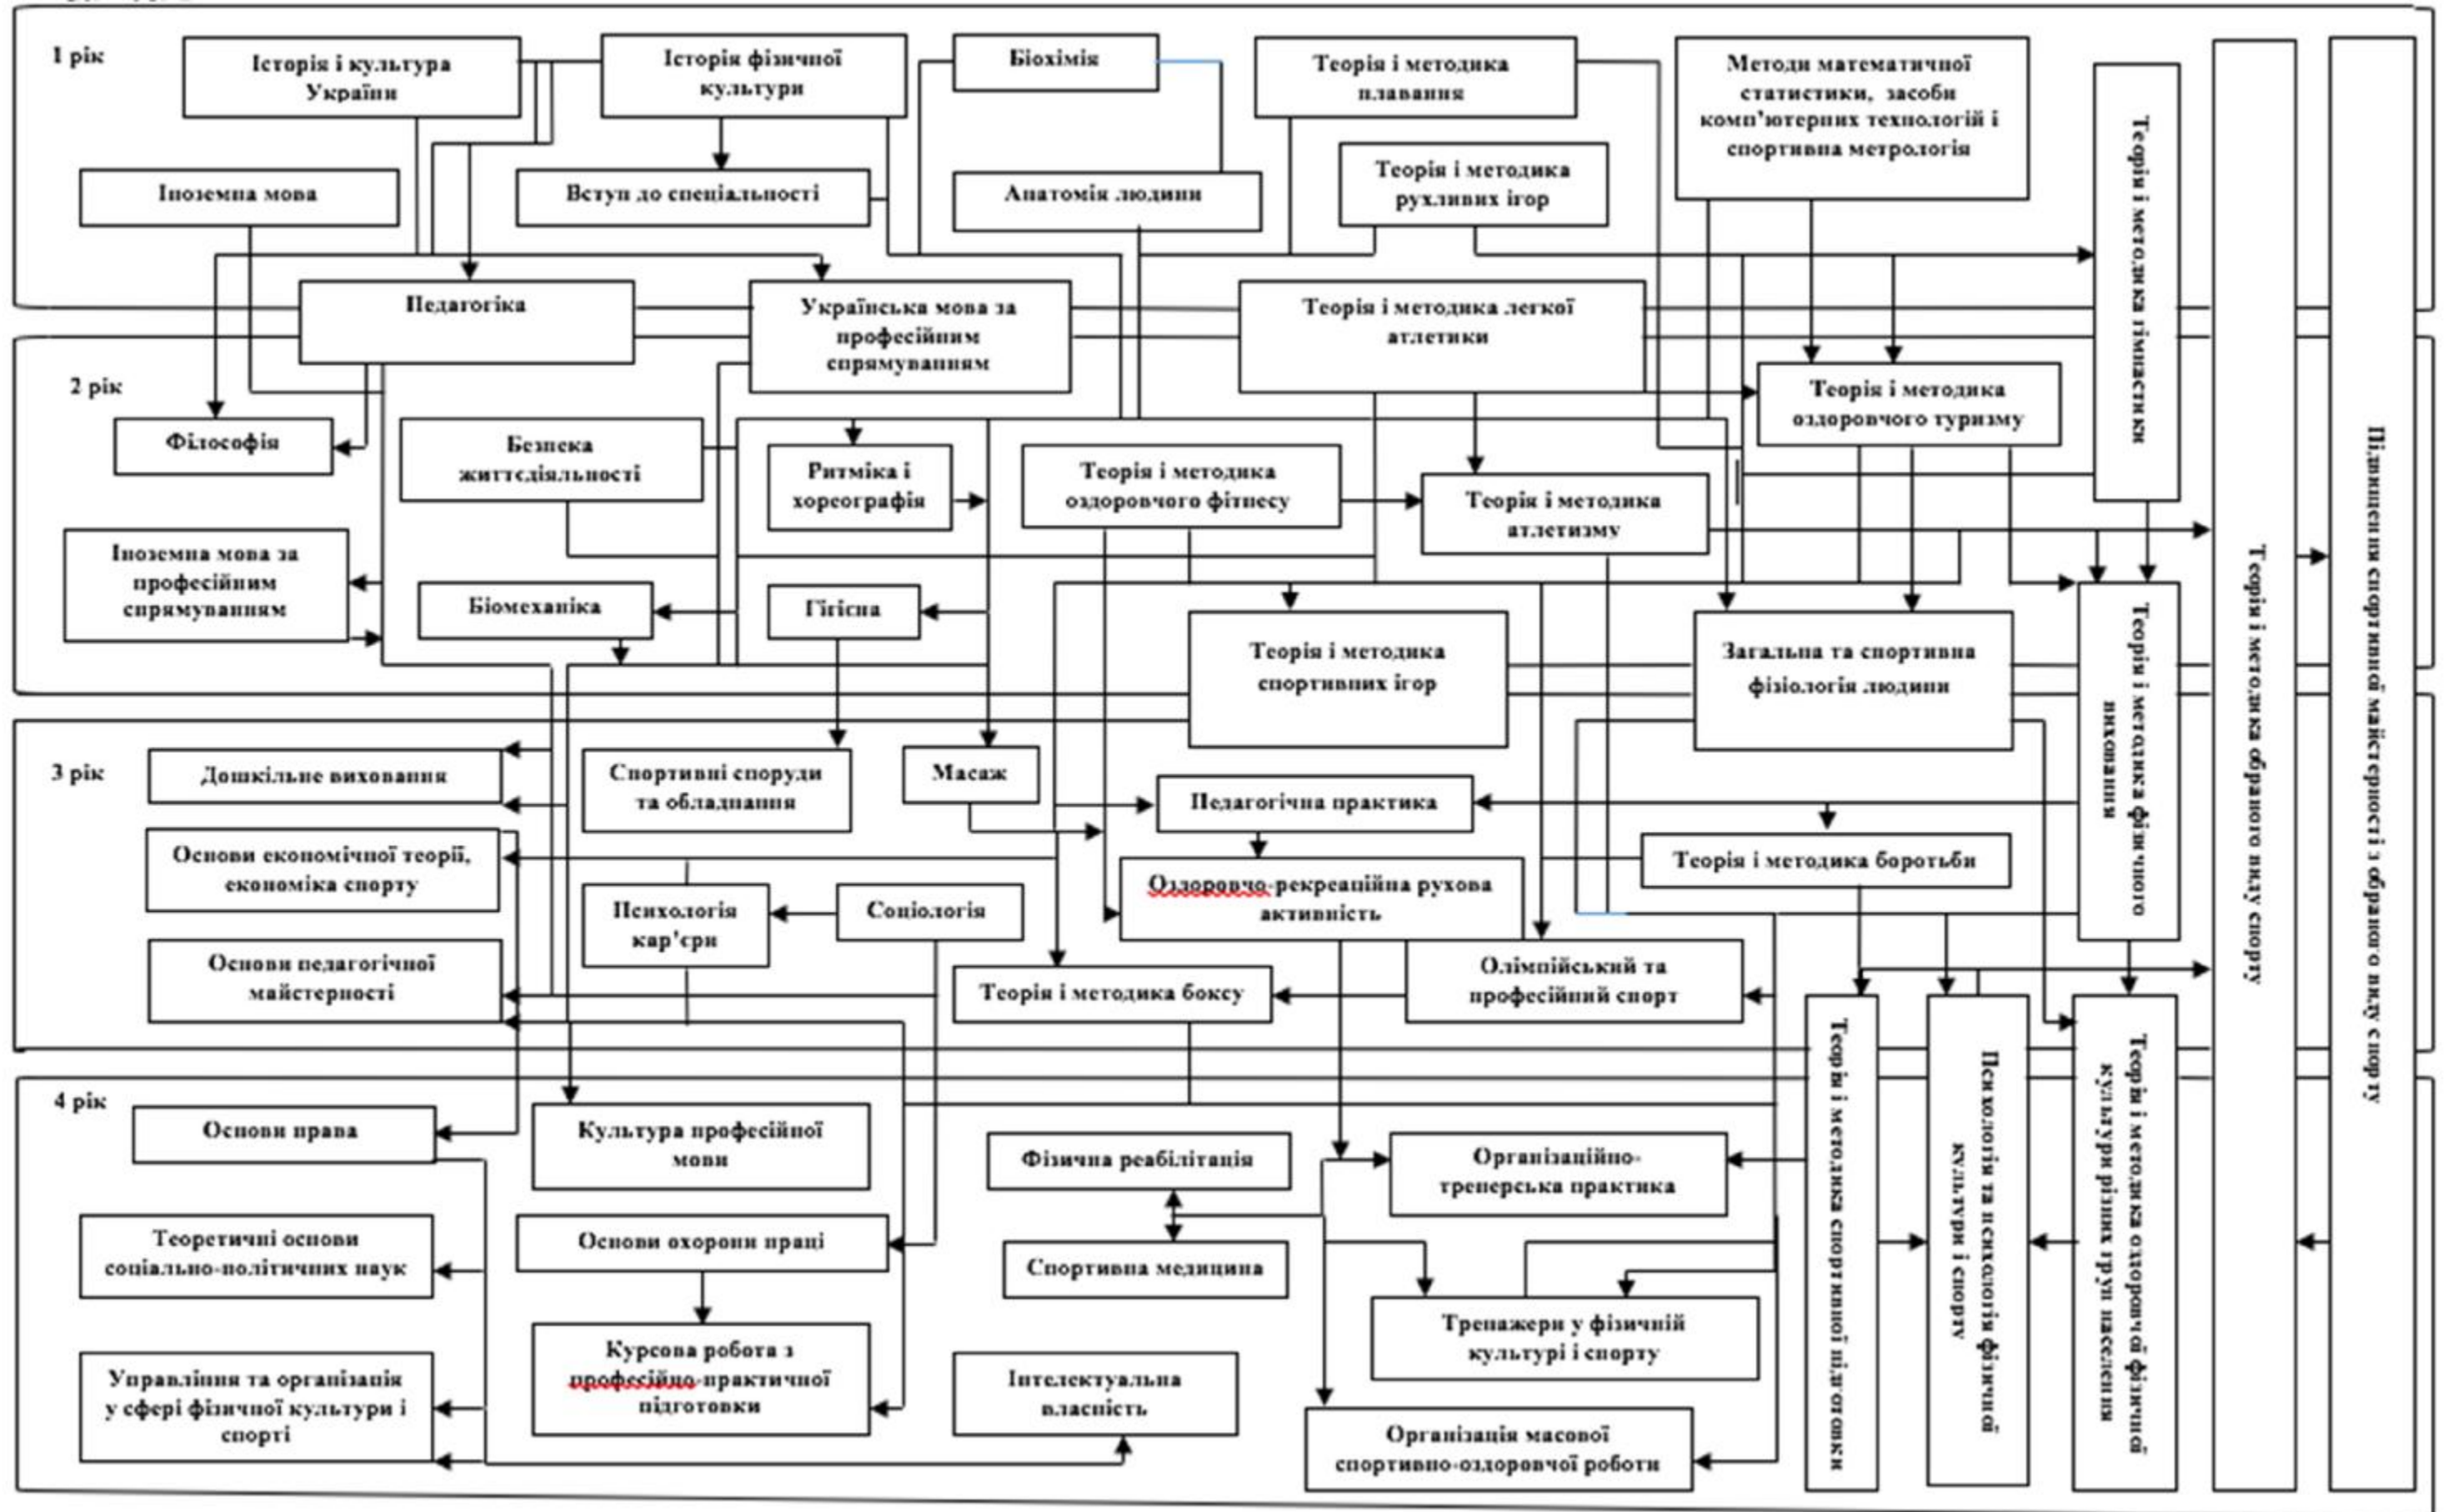 1 рік
Історія і культура
України
Історія фізичної
культури
Біохімія
Теорія і методика
плавання
Методи математичної
статистики, засоби
комп'ютерних технологій і
спортивна метрологія
Теорія і методика гімнастики
Іноземна мова
Вступ до спеціальності
Анатомія людини
Теорія і методика
рухливих ігор
Педагогіка
Українська мова за
професійним
спрямуванням
Теорія і методика легкої
атлетики
2 рік
Теорія і методика
оздоровчого туризму
Філософія
Безпека
життєдіяльності
Ритміка і
хореографія
Теорія і методика
оздоровчого фітнесу
Теорія і методика
атлетизму
Іноземна мова за
професійним
спрямуванням
Біомеханіка
Гігієна
Теорія і методика
спортивних ігор
Загальна та спортивна
фізіологія людини
Теорія і методика фізичного
виховання
Теорія і методика обраного виду спорту
Підвищення спортивної майстерності з обраного виду спорту
3 рік
Дошкільне виховання
Спортивні споруди
та обладнання
Масаж
Педагогічна практика
Основи економічної теорії,
економіка спорту
Теорія і методика боротьби
Психологія
кар'єри
Соціологія
Оздоровчо-рекреаційна рухова
активність
Основи педагогічної
майстерності
Теорія і методика боксу
Олімпійський та
професійний спорт
Теорія і методика спортивної підготовки
Психологія та психологія фізичної
культури і спорту
Теорія і методика оздоровчої фізичної
культури різних груп населення
4 рік
Основи права
Культура професійної
мови
Фізична реабілітація
Організаційно-
тренерська практика
Теоретичні основи
соціально-політичних наук
Основи охорони праці
Спортивна медицина
Тренажери у фізичній
культурі і спорту
Управління та організація
у сфері фізичної культури і
спорті
Курсова робота з
професійно-практичної
підготовки
Інтелектуальна
власність
Організація масової
спортивно-оздоровчої роботи